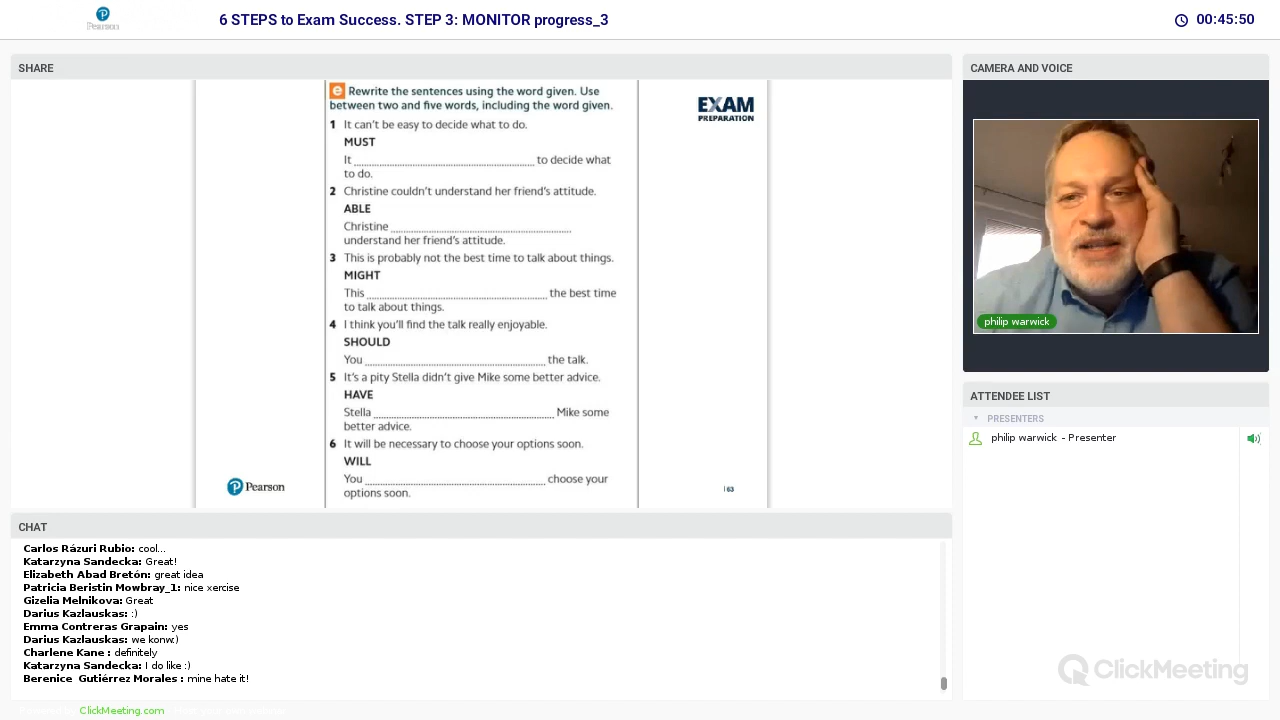 Pearson
6 STEPS to Exam Success. STEP 3: MONITOR progress_3
00:45:50
SHARE
e Rewrite the sentences using the word given. Use
between two and five words, including the word given.
1 It can't be easy to decide what to do.
MUST
It ............ to decide what
to do.
2 Christine couldn't understand her friend's attitude.
ABLE
Christine ............
understand her friend's attitude.
3 This is probably not the best time to talk about things.
MIGHT
This ............ the best time
to talk about things.
4 I think you'll find the talk really enjoyable.
SHOULD
You ............ the talk.
5 It's a pity Stella didn't give Mike some better advice.
HAVE
Stella ............ Mike some
better advice.
6 It will be necessary to choose your options soon.
WILL
You ............ choose your
options soon.
EXAM
PREPARATION
Pearson
63
CHAT
Carlos Rázuri Rubio: cool...
Katarzyna Sandecka: Great!
Elizabeth Abad Bretón: great idea
Patricia Beristin Mowbray_1: nice xercise
Gizelia Melnikova: Great
Darius Kazlauskas: :)
Emma Contreras Grapain: yes
Darius Kazlauskas: we konw:)
Charlene Kane : definitely
Katarzyna Sandecka: I do like :)
Berenice Gutiérrez Morales : mine hate it!
ClickMeeting.com
CAMERA AND VOICE
philip warwick
ATTENDEE LIST
PRESENTERS
philip warwick - Presenter
ClickMeeting